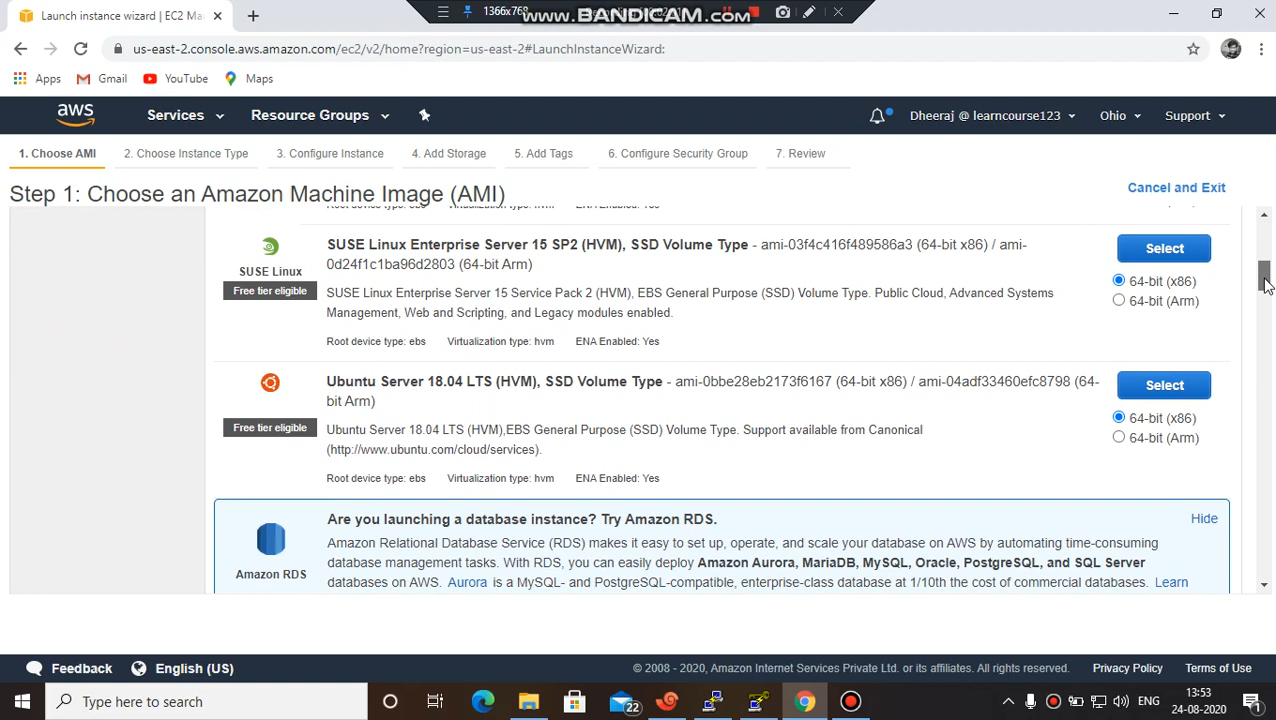 Launch instance wizard | EC2 Ma
1366x768
www.BANDICAM.com
us-east-2.console.aws.amazon.com/ec2/v2/home?region=us-east-2#LaunchInstanceWizard:
Apps
Gmail
YouTube
Maps
aws
Services
Resource Groups
Dheeraj @ learncourse123
Ohio
Support
1. Choose AMI
2. Choose Instance Type
3. Configure Instance
4. Add Storage
5. Add Tags
6. Configure Security Group
7. Review
Step 1: Choose an Amazon Machine Image (AMI)
Cancel and Exit
Root device type: ebs Virtualization type: hvm ENA Enabled: Yes
SUSE Linux
Free tier eligible
SUSE Linux Enterprise Server 15 SP2 (HVM), SSD Volume Type - ami-03f4c416f489586a3 (64-bit x86) / ami-
0d24f1c1ba96d2803 (64-bit Arm)
SUSE Linux Enterprise Server 15 Service Pack 2 (HVM), EBS General Purpose (SSD) Volume Type. Public Cloud, Advanced Systems
Management, Web and Scripting, and Legacy modules enabled.
Root device type: ebs Virtualization type: hvm ENA Enabled: Yes
Select
64-bit (x86)
64-bit (Arm)
Free tier eligible
Ubuntu Server 18.04 LTS (HVM), SSD Volume Type - ami-0bbe28eb2173f6167 (64-bit x86) / ami-04adf33460efc8798 (64-
bit Arm)
Ubuntu Server 18.04 LTS (HVM),EBS General Purpose (SSD) Volume Type. Support available from Canonical
(http://www.ubuntu.com/cloud/services).
Root device type: ebs Virtualization type: hvm ENA Enabled: Yes
Select
64-bit (x86)
64-bit (Arm)
Amazon RDS
Are you launching a database instance? Try Amazon RDS.
Hide
Amazon Relational Database Service (RDS) makes it easy to set up, operate, and scale your database on AWS by automating time-consuming
database management tasks. With RDS, you can easily deploy Amazon Aurora, MariaDB, MySQL, Oracle, PostgreSQL, and SQL Server
databases on AWS. Aurora is a MySQL- and PostgreSQL-compatible, enterprise-class database at 1/10th the cost of commercial databases. Learn
Feedback
English (US)
© 2008 - 2020, Amazon Internet Services Private Ltd. or its affiliates. All rights reserved.
Privacy Policy
Terms of Use
Type here to search
22
ENG
13:53
24-08-2020
1